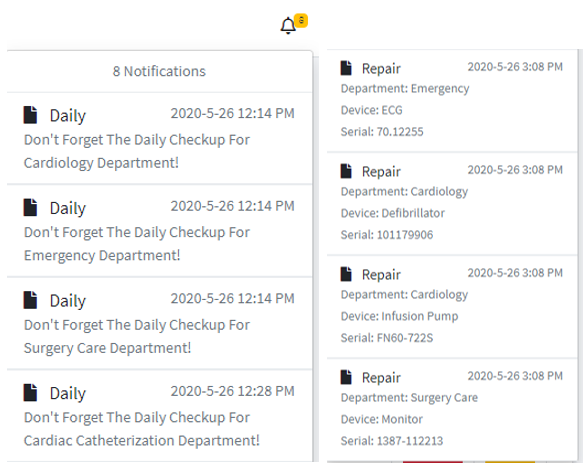 8
8 Notifications
Daily 2020-5-26 12:14 PM
Don't Forget The Daily Checkup For
Cardiology Department!
Daily 2020-5-26 12:14 PM
Don't Forget The Daily Checkup For
Emergency Department!
Daily 2020-5-26 12:14 PM
Don't Forget The Daily Checkup For
Surgery Care Department!
Daily 2020-5-26 12:28 PM
Don't Forget The Daily Checkup For
Cardiac Catheterization Department!
Repair 2020-5-26 3:08 PM
Department: Emergency
Device: ECG
Serial: 70.12255
Repair 2020-5-26 3:08 PM
Department: Cardiology
Device: Defibrillator
Serial: 101179906
Repair 2020-5-26 3:08 PM
Department: Cardiology
Device: Infusion Pump
Serial: FN60-722S
Repair 2020-5-26 3:08 PM
Department: Surgery Care
Device: Monitor
Serial: 1387-112213